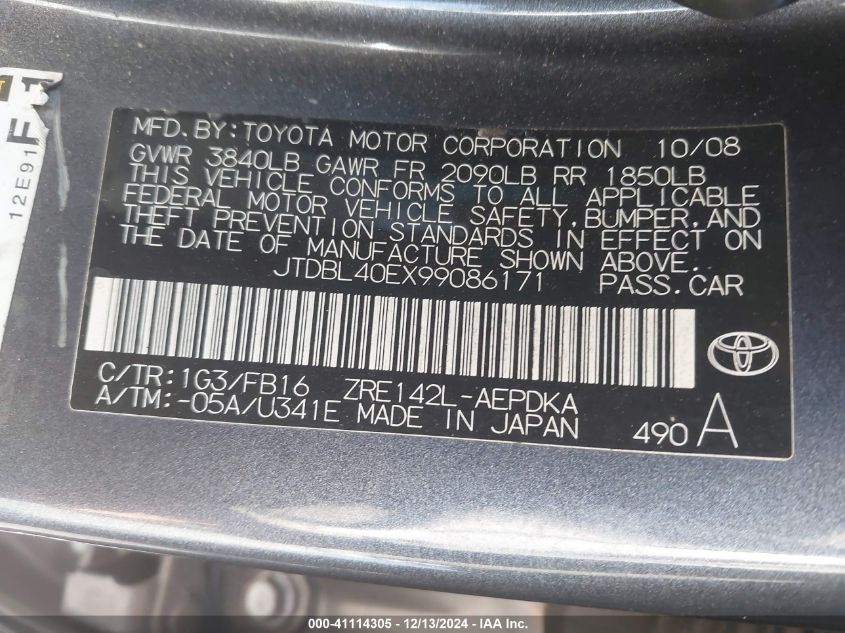 MFD. BY: TOYOTA MOTOR CORPORATION 10/08
GVWR 3840LB GAWR FR 2090LB RR 1850LB
THIS VEHICLE CONFORMS TO ALL APPLICABLE
FEDERAL MOTOR VEHICLE SAFETY, BUMPER, AND
THEFT PREVENTION STANDARDS IN EFFECT ON
THE DATE OF MANUFACTURE SHOWN ABOVE.
JTDBL40EX99086171 PASS. CAR
C/TR: 1G3/FB16 ZRE142L-AEPDKA
A/TM: -05A/U341E MADE IN JAPAN
490 A
F
12E91
000-41114305 - 12/13/2024 - IAA Inc.